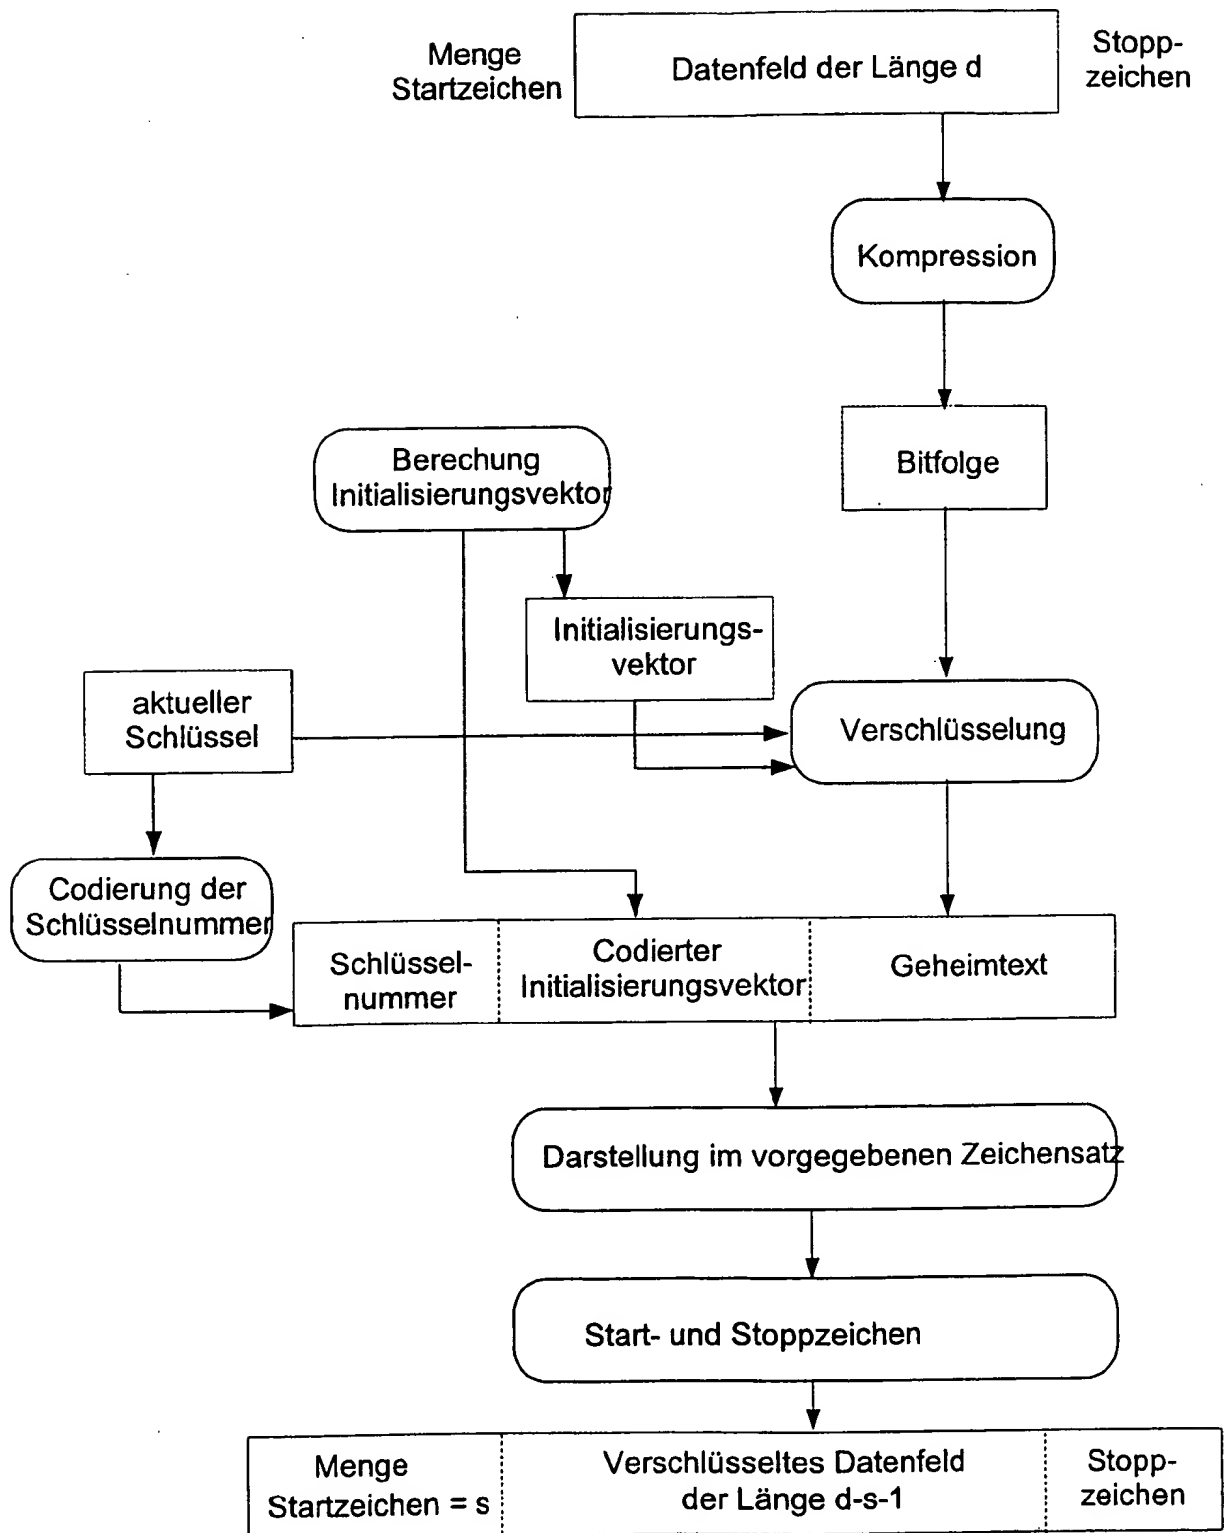 Menge
Startzeichen
Datenfeld der Länge d
Stopp-
zeichen
Kompression
Bitfolge
Berechung
Initialisierungsvektor
Initialisierungs-
vektor
aktueller
Schlüssel
Verschlüsselung
Codierung der
Schlüsselnummer
Schlüssel-
nummer
Codierter
Initialisierungsvektor
Geheimtext
Darstellung im vorgegebenen Zeichensatz
Start- und Stoppzeichen
Menge
Startzeichen = s
Verschlüsseltes Datenfeld
der Länge d-s-1
Stopp-
zeichen